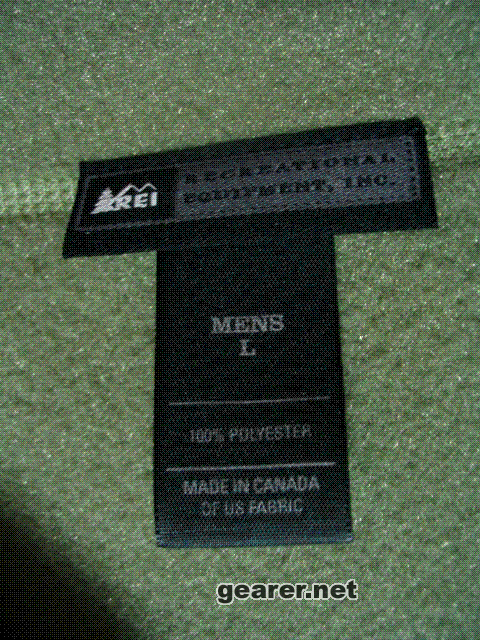 REI
RECREATIONAL
EQUIPMENT, INC.
MENS
L
100% POLYESTER
MADE IN CANADA
OF US FABRIC
gearer.net